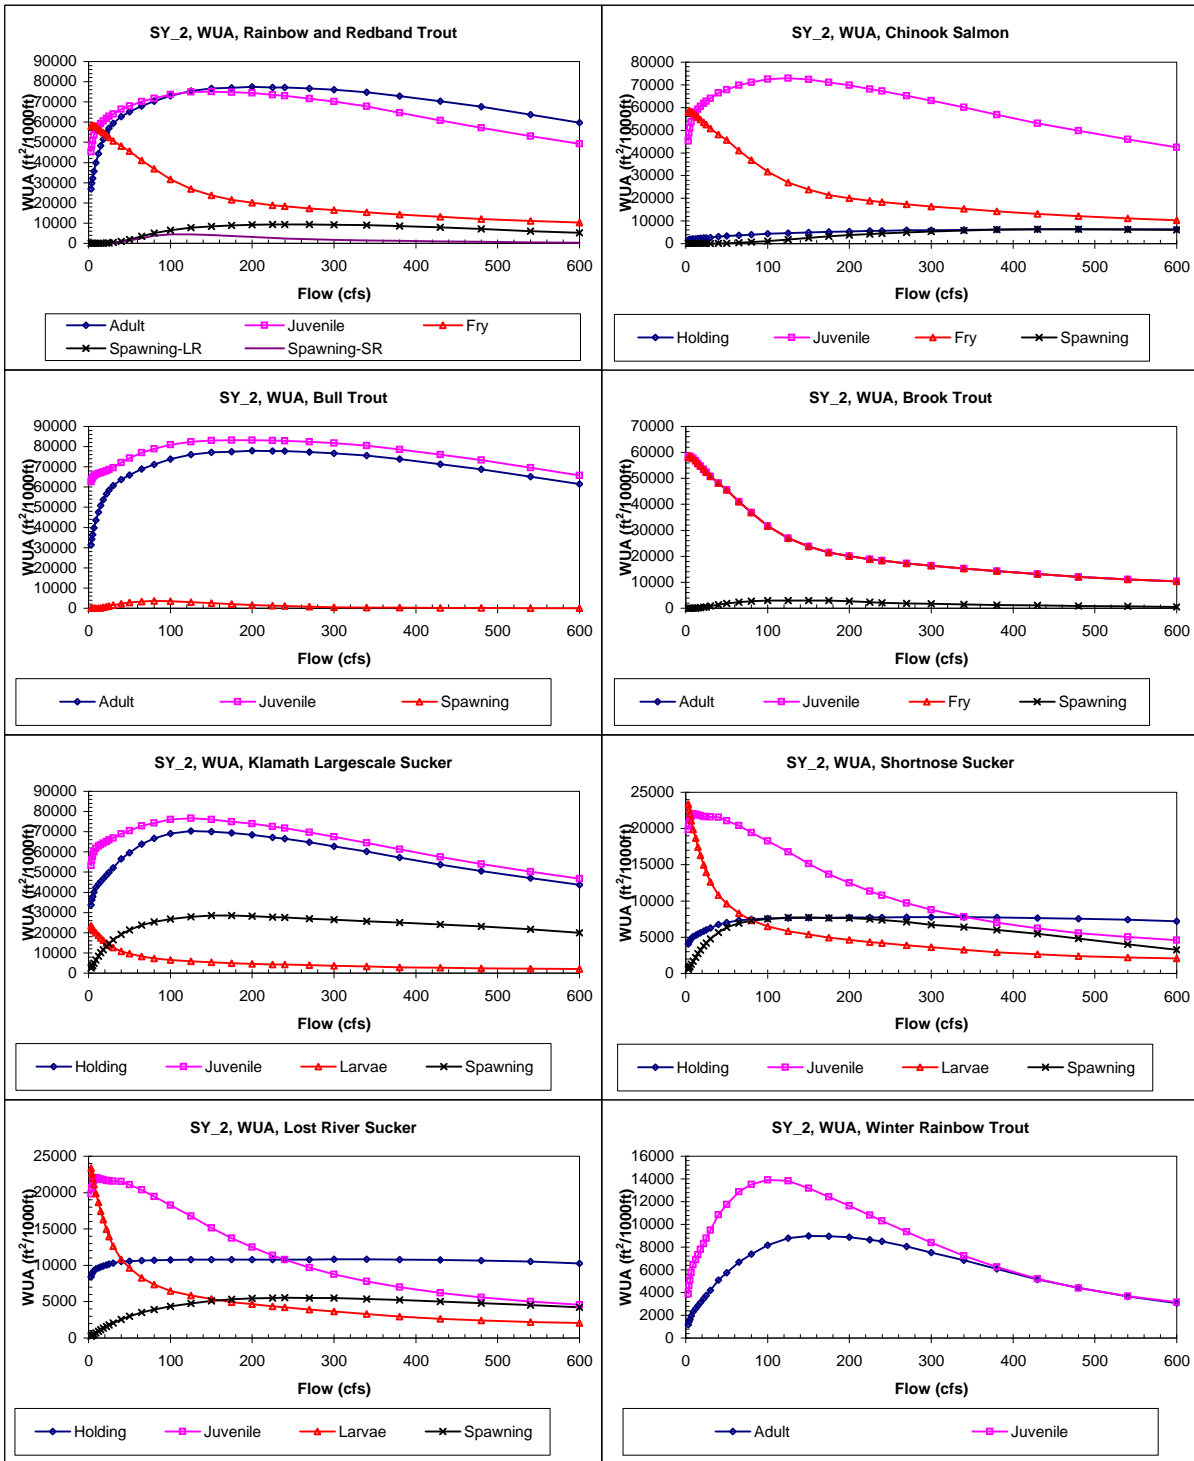 SY_2, WUA, Rainbow and Redband Trout
WUA (ft²/1000ft)
90000
80000
70000
60000
50000
40000
30000
20000
10000
0
0 100 200 300 400 500 600
Flow (cfs)
Adult Juvenile Fry
Spawning-LR Spawning-SR
SY_2, WUA, Chinook Salmon
WUA (ft²/1000ft)
80000
70000
60000
50000
40000
30000
20000
10000
0
0 100 200 300 400 500 600
Flow (cfs)
Holding Juvenile Fry Spawning
SY_2, WUA, Bull Trout
WUA (ft²/1000ft)
90000
80000
70000
60000
50000
40000
30000
20000
10000
0
0 100 200 300 400 500 600
Flow (cfs)
Adult Juvenile Spawning
SY_2, WUA, Brook Trout
WUA (ft²/1000ft)
70000
60000
50000
40000
30000
20000
10000
0
0 100 200 300 400 500 600
Flow (cfs)
Adult Juvenile Fry Spawning
SY_2, WUA, Klamath Largescale Sucker
WUA (ft²/1000ft)
90000
80000
70000
60000
50000
40000
30000
20000
10000
0
0 100 200 300 400 500 600
Flow (cfs)
Holding Juvenile Larvae Spawning
SY_2, WUA, Shortnose Sucker
WUA (ft²/1000ft)
25000
20000
15000
10000
5000
0
0 100 200 300 400 500 600
Flow (cfs)
Holding Juvenile Larvae Spawning
SY_2, WUA, Lost River Sucker
WUA (ft²/1000ft)
25000
20000
15000
10000
5000
0
0 100 200 300 400 500 600
Flow (cfs)
Holding Juvenile Larvae Spawning
SY_2, WUA, Winter Rainbow Trout
WUA (ft²/1000ft)
16000
14000
12000
10000
8000
6000
4000
2000
0
0 100 200 300 400 500 600
Flow (cfs)
Adult Juvenile